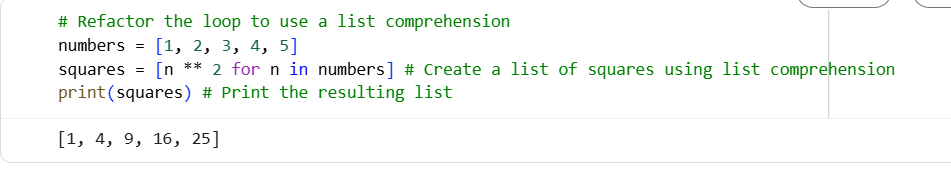 # Refactor the loop to use a list comprehension
numbers = [1, 2, 3, 4, 5]
squares = [n ** 2 for n in numbers] # Create a list of squares using list comprehension
print(squares) # Print the resulting list
[1, 4, 9, 16, 25]